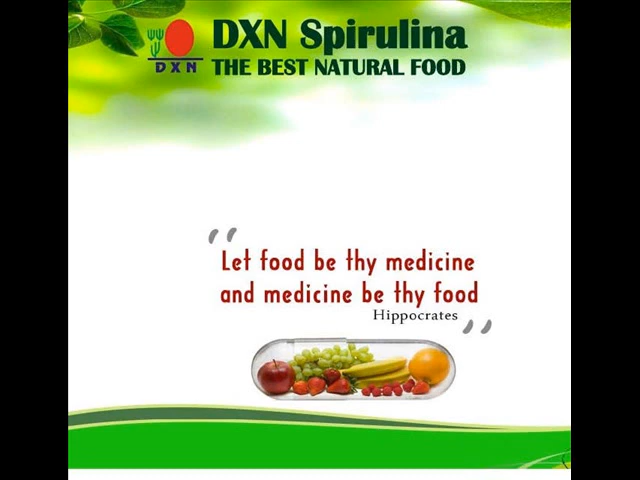 DXN Spirulina
DXN THE BEST NATURAL FOOD
“
Let food be thy medicine
and medicine be thy food
Hippocrates
”